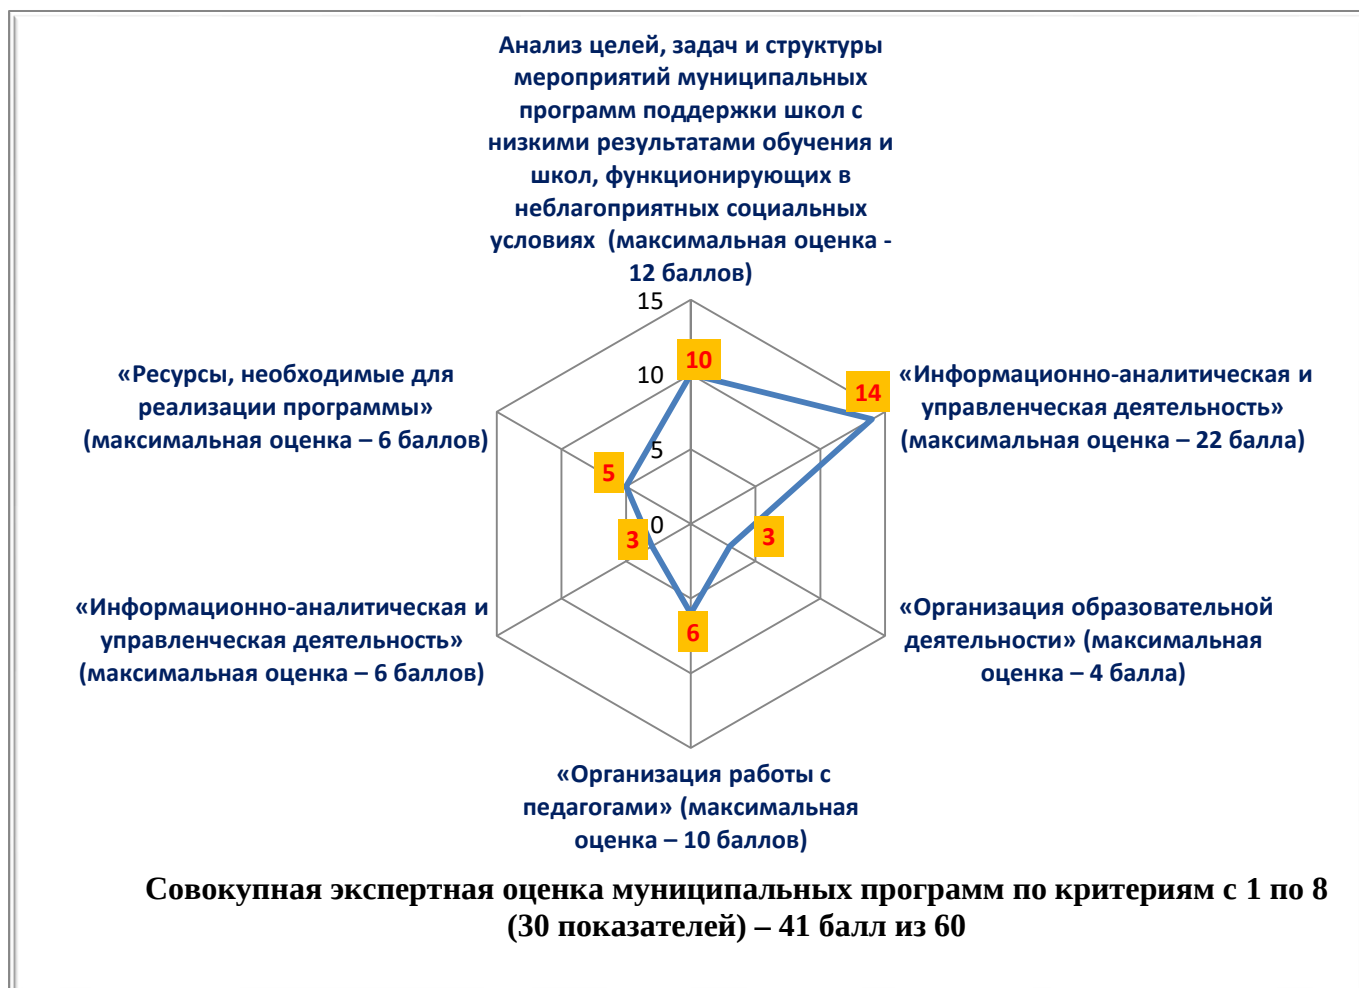 Анализ целей, задач и структуры
мероприятий муниципальных
программ поддержки школ с
низкими результатами обучения и
школ, функционирующих в
неблагоприятных социальных
условиях  (максимальная оценка -
12 баллов)
15
10
10
5
0
14
«Информационно-аналитическая и
управленческая деятельность»
(максимальная оценка – 22 балла)
3
«Организация образовательной
деятельности» (максимальная
оценка – 4 балла)
6
«Организация работы с
педагогами» (максимальная
оценка – 10 баллов)
3
«Информационно-аналитическая и
управленческая деятельность»
(максимальная оценка – 6 баллов)
5
«Ресурсы, необходимые для
реализации программы»
(максимальная оценка – 6 баллов)
Совокупная экспертная оценка муниципальных программ по критериям с 1 по 8
(30 показателей) – 41 балл из 60